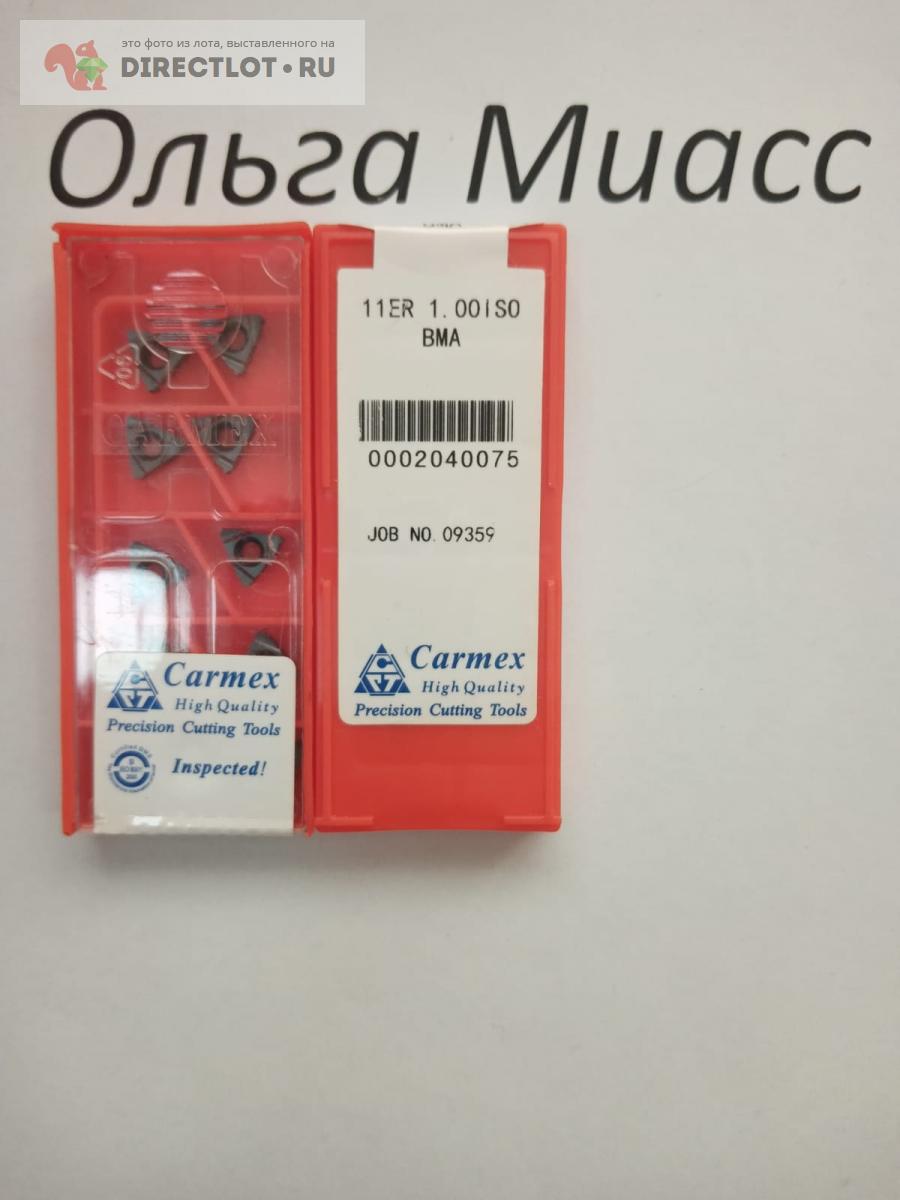 это фото из лота, выставленного на
DIRECTLOT•RU
Ольга Миасс
11ER 1.00ISO
BMA
0002040075
JOB NO. 09359
Carmex
High Quality
Precision Cutting Tools
CARMEX
Carmex
High Quality
Precision Cutting Tools
Inspected!